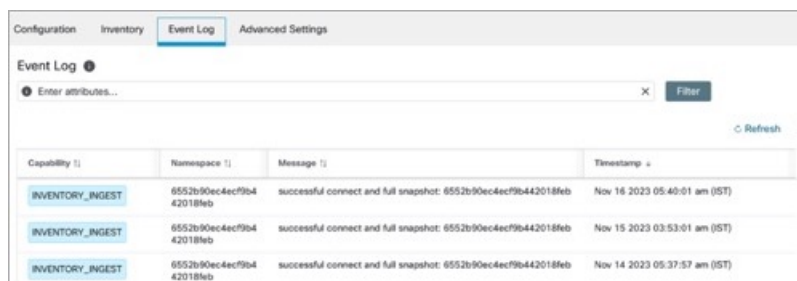 Configuration Inventory Event Log Advanced Settings
Event Log
Enter attributes... × Filter
Refresh
Capability Namespace Message Timestamp
INVENTORY_INGEST 6552b90ec4ecf9b4 successful connect and full snapshot: 6552b90ec4ecf9b442018feb Nov 16 2023 05:40:01 am (IST)
42018feb
INVENTORY_INGEST 6552b90ec4ecf9b4 successful connect and full snapshot: 6552b90ec4ecf9b442018feb Nov 15 2023 03:53:01 am (IST)
42018feb
INVENTORY_INGEST 6552b90ec4ecf9b4 successful connect and full snapshot: 6552b90ec4ecf9b442018feb Nov 14 2023 05:37:57 am (IST)
42018feb